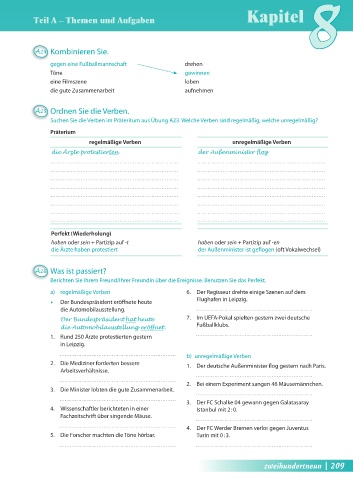 Teil A – Themen und Aufgaben
Kapitel 8
Kombinieren Sie.
gegen eine Fußballmannschaft drehen
Töne gewinnen
eine Filmszene loben
die gute Zusammenarbeit aufnehmen
Ordnen Sie die Verben.
Suchen Sie die Verben im Präteritum aus Übung A23. Welche Verben sind regelmäßig, welche unregelmäßig?
Präteritum
regelmäßige Verben unregelmäßige Verben
die Ärzte protestierten der Außenminister flog
Perfekt (Wiederholung)
haben oder sein + Partizip auf -t haben oder sein + Partizip auf -en
die Ärzte haben protestiert der Außenminister ist geflogen (oft Vokalwechsel)
Was ist passiert?
Berichten Sie Ihrem Freund/Ihrer Freundin über die Ereignisse. Benutzen Sie das Perfekt.
a) regelmäßige Verben
• Der Bundespräsident eröffnete heute
die Automobilausstellung.
Der Bundespräsident hat heute
die Automobilausstellung eröffnet.
1. Rund 250 Ärzte protestierten gestern
in Leipzig.
2. Die Mediziner forderten bessere
Arbeitsverhältnisse.
3. Die Minister lobten die gute Zusammenarbeit.
4. Wissenschaftler berichteten in einer
Fachzeitschrift über singende Mäuse.
5. Die Forscher machten die Töne hörbar.
6. Der Regisseur drehte einige Szenen auf dem
Flughafen in Leipzig.
7. Im UEFA-Pokal spielten gestern zwei deutsche
Fußballklubs.
b) unregelmäßige Verben
1. Der deutsche Außenminister flog gestern nach Paris.
2. Bei einem Experiment sangen 46 Mäusemännchen.
3. Der FC Schalke 04 gewann gegen Galatasaray
Istanbul mit 2:0.
4. Der FC Werder Bremen verlor gegen Juventus
Turin mit 0:3.
zweihundertneun | 209